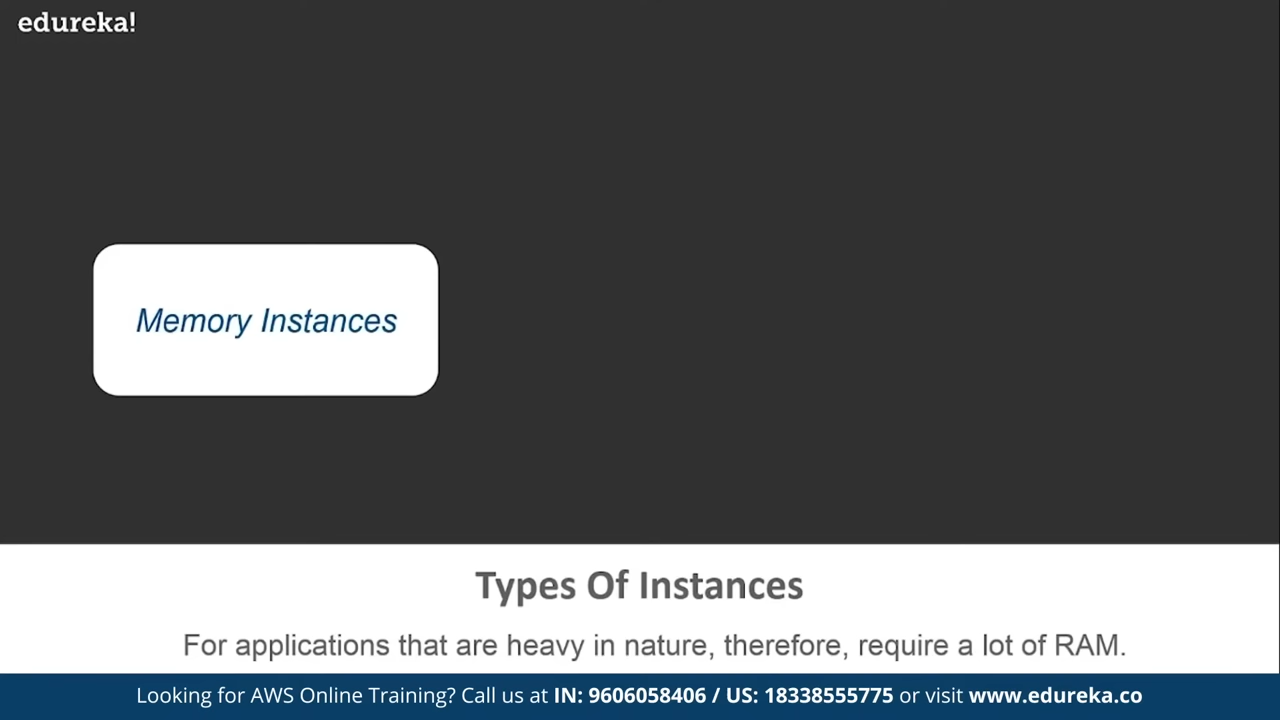 edureka!
Memory Instances
Types Of Instances
For applications that are heavy in nature, therefore, require a lot of RAM.
Looking for AWS Online Training? Call us at IN: 9606058406 / US: 18338555775 or visit www.edureka.co